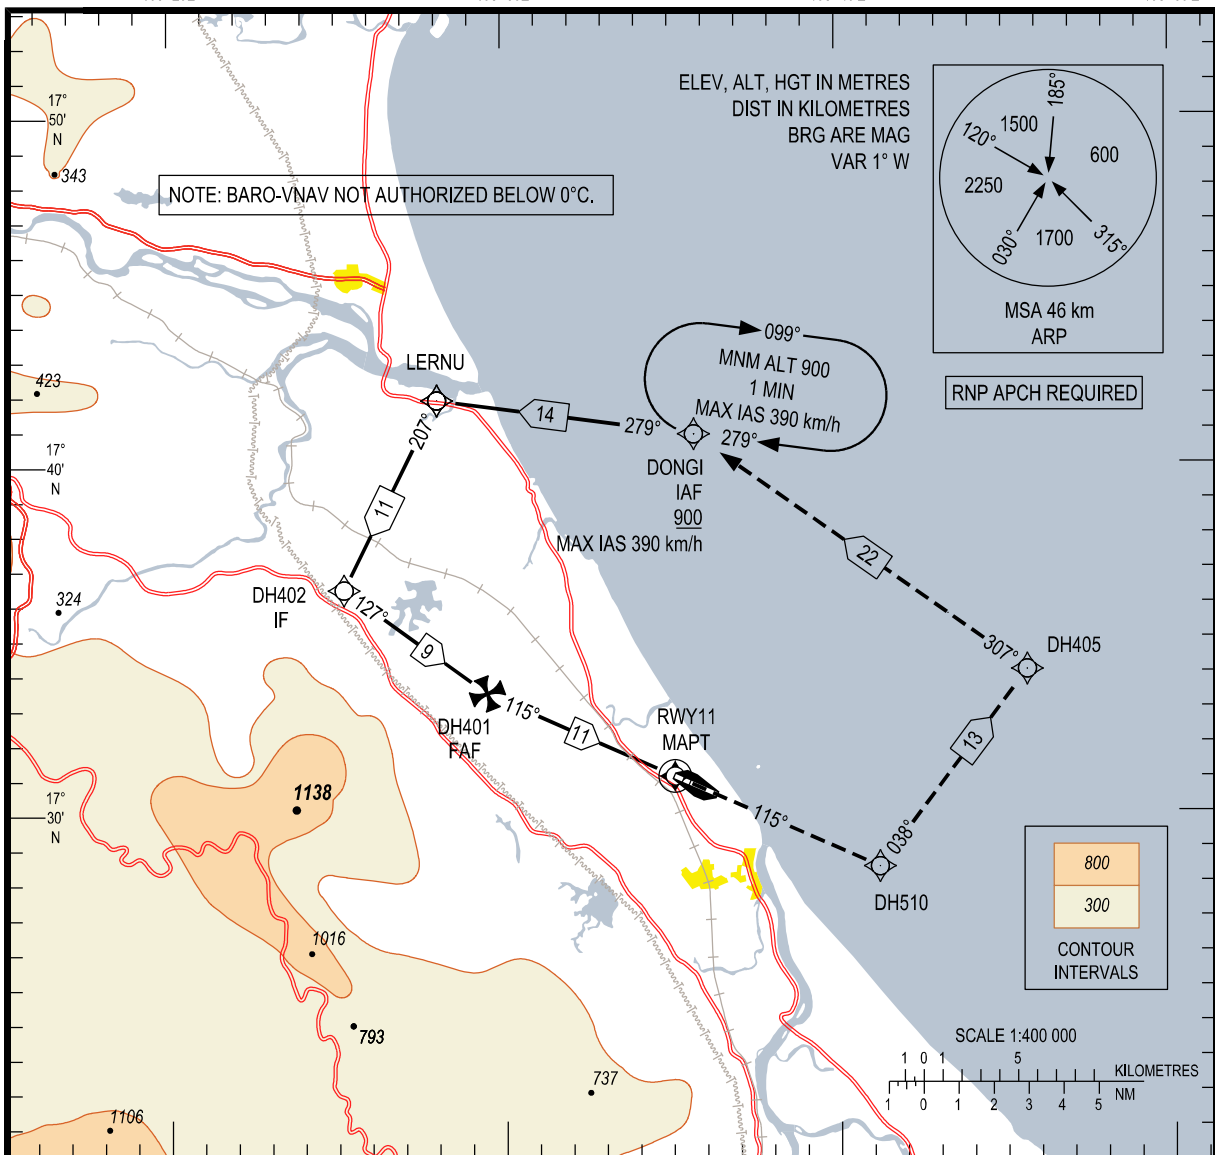 ELEV, ALT, HGT IN METRES
DIST IN KILOMETRES
BRG ARE MAG
VAR 1° W
185°
120°
1500
600
2250
1700
030°
315°
MSA 46 km
ARP
RNP APCH REQUIRED
17°
50'
N
343
NOTE: BARO-VNAV NOT AUTHORIZED BELOW 0°C.
099°
MNM ALT 900
1 MIN
MAX IAS 390 km/h
279°
LERNU
14
279°
423
207°
DONGI
IAF
900
MAX IAS 390 km/h
17°
40'
N
11
22
DH402
IF
324
127°
9
307°
DH405
DH401
FAF
115°
11
RWY11
MAPT
13
115°
038°
DH510
1138
17°
30'
N
800
300
CONTOUR
INTERVALS
1016
793
737
1106
SCALE 1:400 000
1 0 1 5
KILOMETRES
NM
1 0 1 2 3 4 5